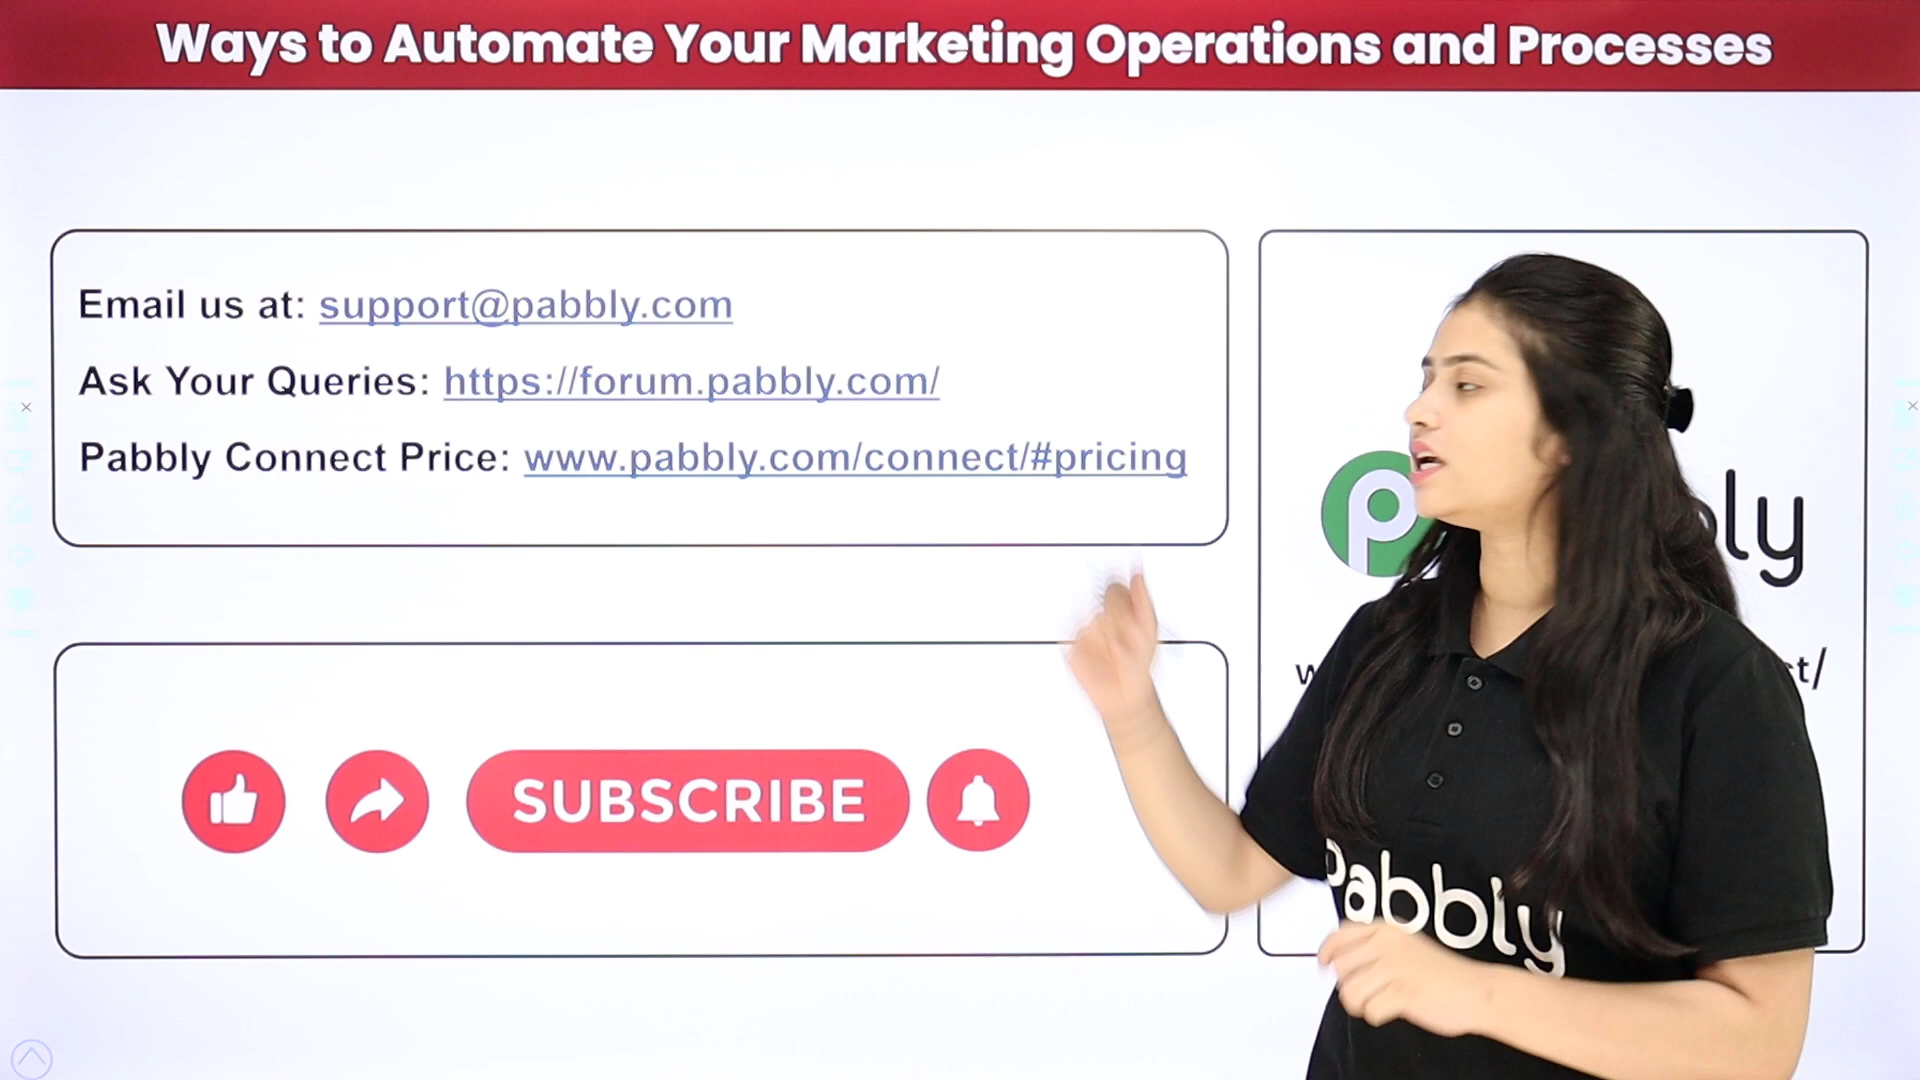 Ways to Automate Your Marketing Operations and Processes
Email us at: support@pabbly.com
Ask Your Queries: https://forum.pabbly.com/
Pabbly Connect Price: www.pabbly.com/connect/#pricing
SUBSCRIBE
Pabbly